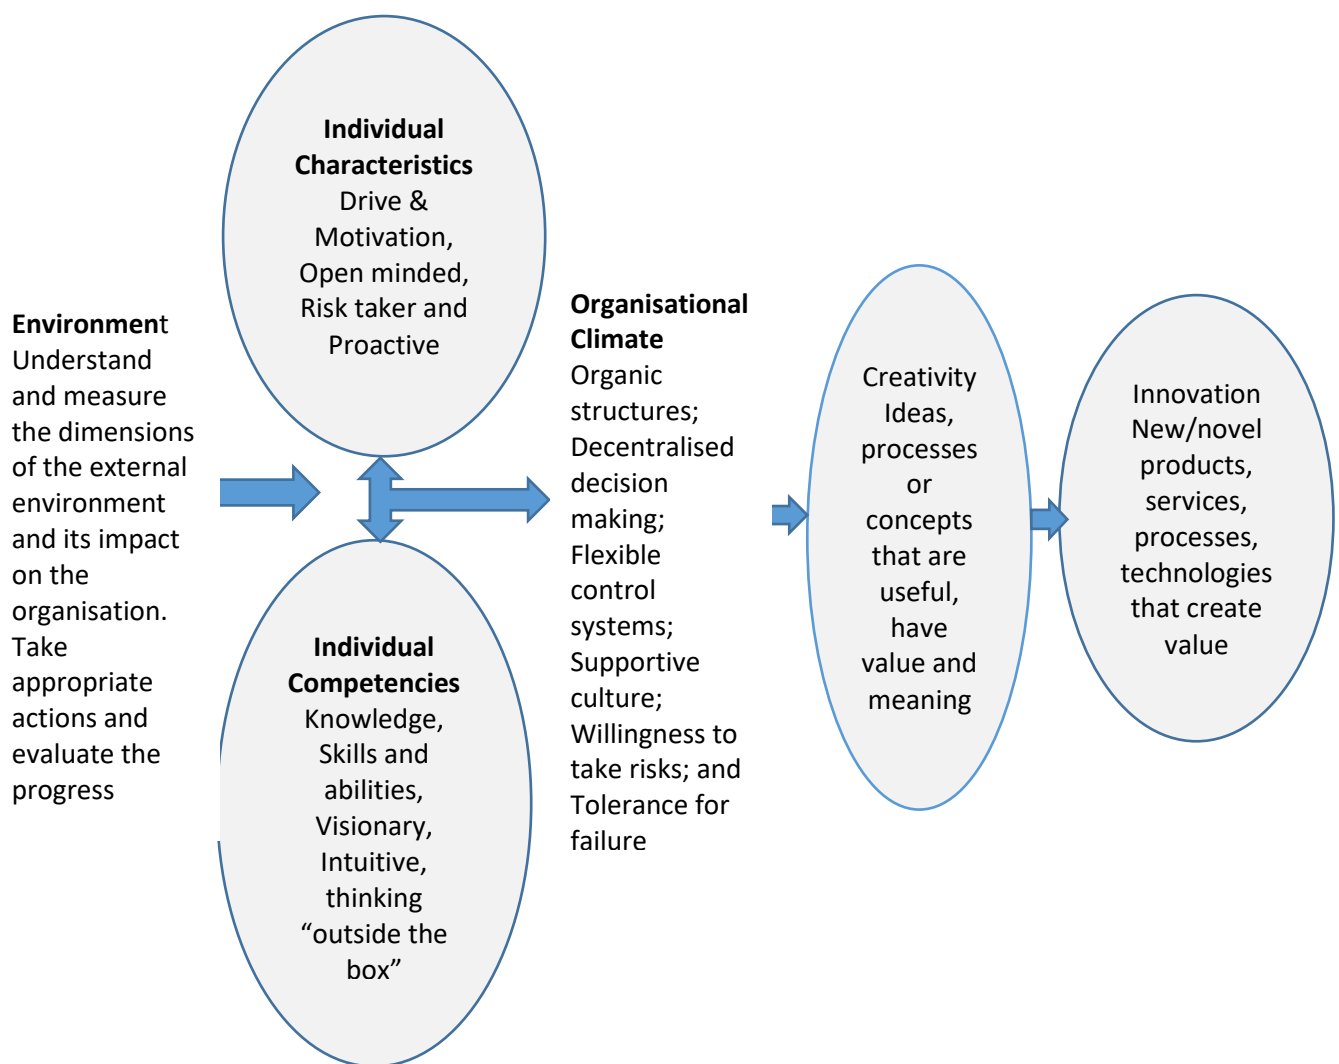 Environment
Understand
and measure
the dimensions
of the external
environment
and its impact
on the
organisation.
Take
appropriate
actions and
evaluate the
progress
Individual
Characteristics
Drive &
Motivation,
Open minded,
Risk taker and
Proactive
Individual
Competencies
Knowledge,
Skills and
abilities,
Visionary,
Intuitive,
thinking
“outside the
box”
Organisational
Climate
Organic
structures;
Decentralised
decision
making;
Flexible
control
systems;
Supportive
culture;
Willingness to
take risks; and
Tolerance for
failure
Creativity
Ideas,
processes
or
concepts
that are
useful,
have
value and
meaning
Innovation
New/novel
products,
services,
processes,
technologies
that create
value